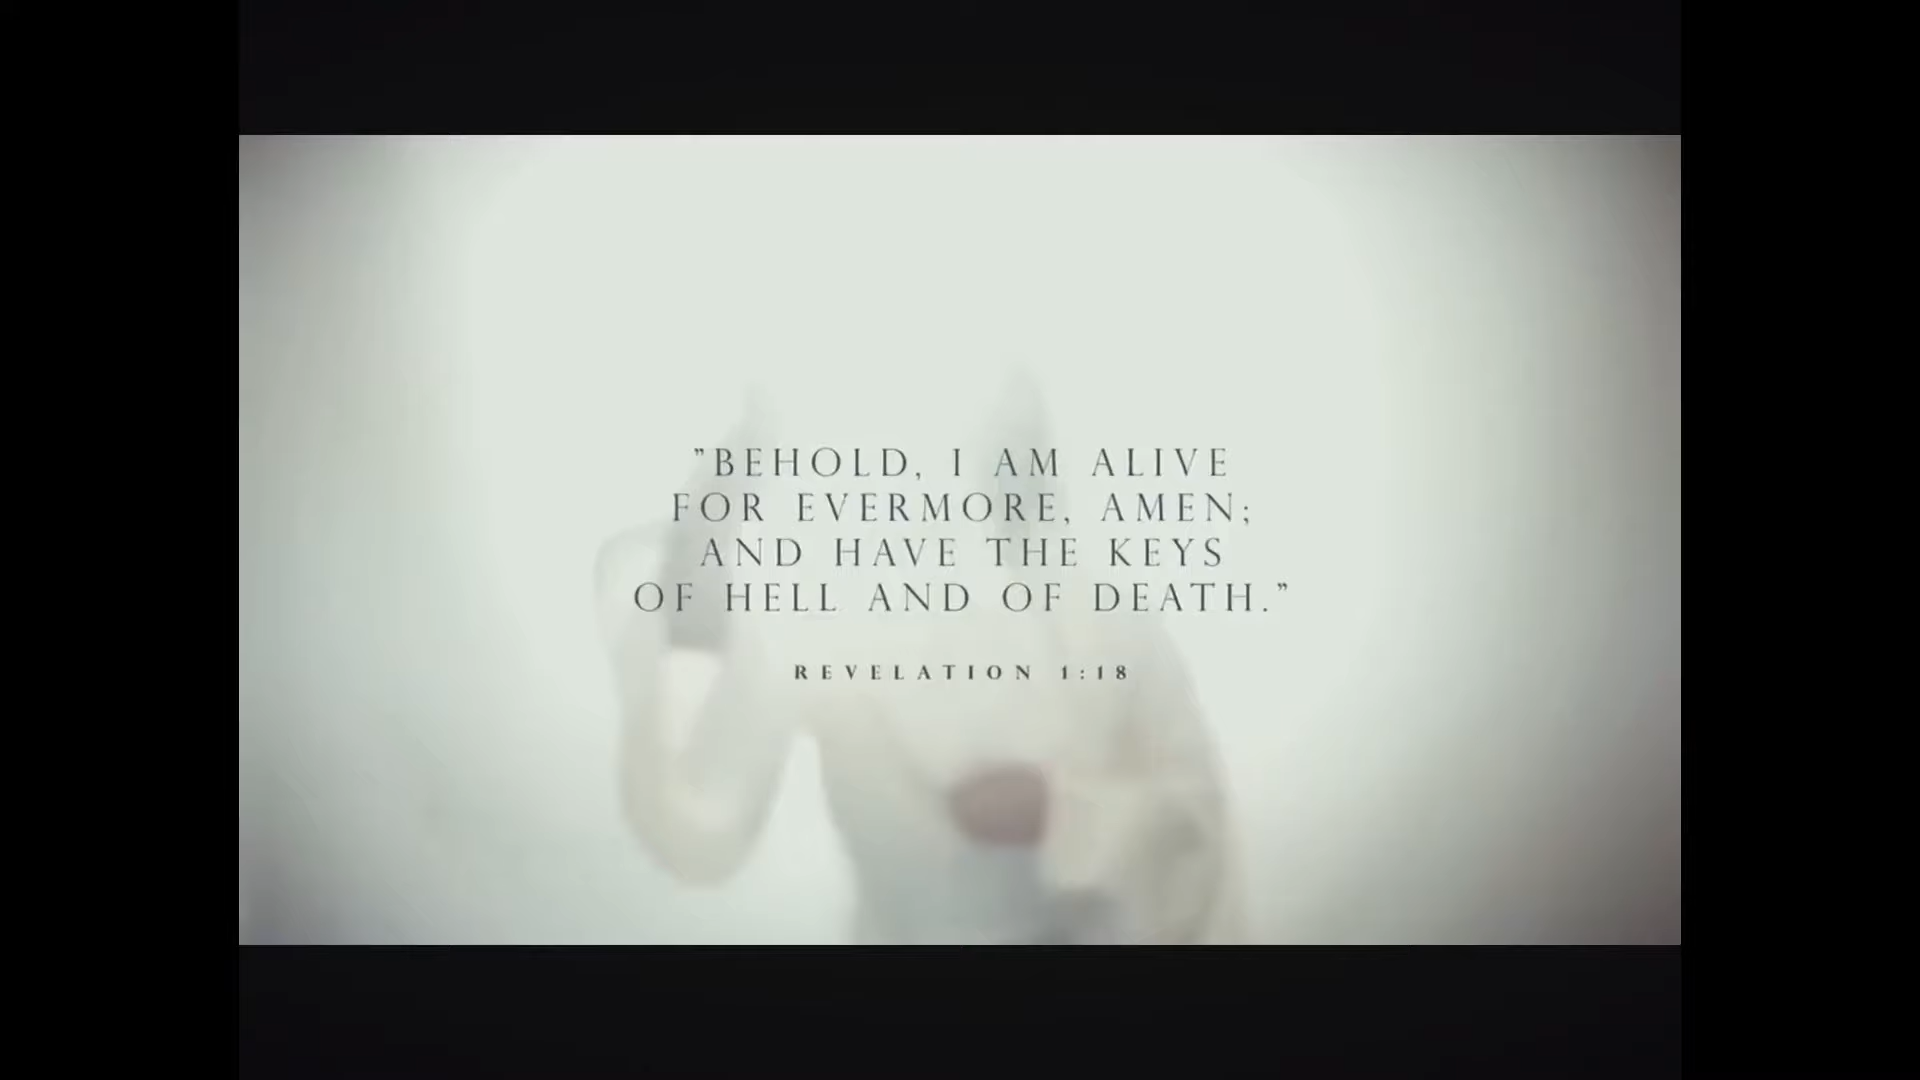 "BEHOLD, I AM ALIVE
FOR EVERMORE, AMEN;
AND HAVE THE KEYS
OF HELL AND OF DEATH."
REVELATION 1:18